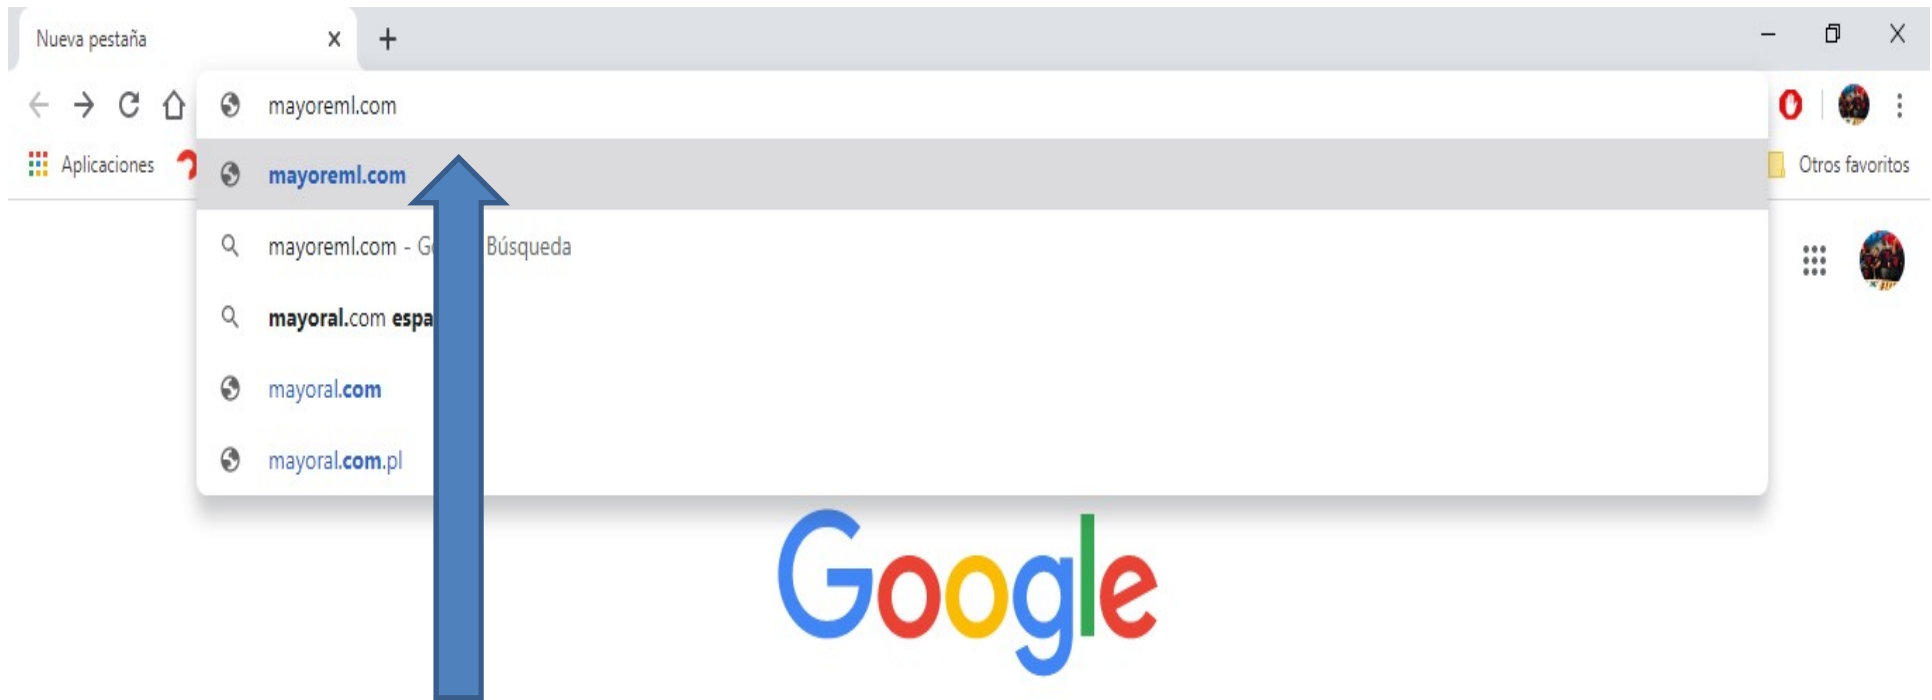 Nueva pestaña
mayoreml.com
Aplicaciones
mayoreml.com
Otros favoritos
mayoreml.com - Búsqueda
mayoral.com
mayoral.com
mayoral.com.pl
Google